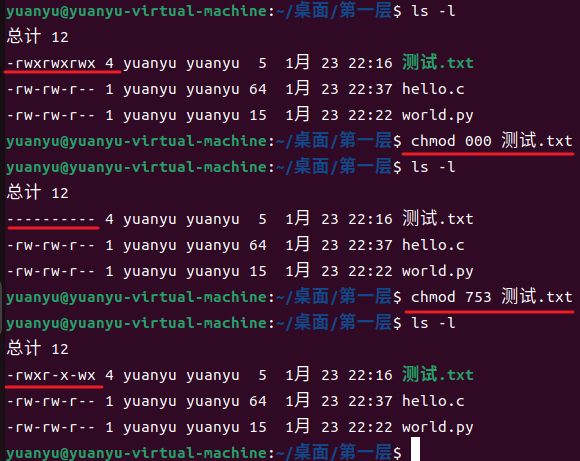 yuanyu@yuanyu-virtual-machine:~/桌面/第一层$ ls -l
总计 12
-rwxrwxrwx 4 yuanyu yuanyu  5  1月 23 22:16 测试.txt
-rw-rw-r-- 1 yuanyu yuanyu 64  1月 23 22:37 hello.c
-rw-rw-r-- 1 yuanyu yuanyu 15  1月 23 22:22 world.py
yuanyu@yuanyu-virtual-machine:~/桌面/第一层$ chmod 000 测试.txt
yuanyu@yuanyu-virtual-machine:~/桌面/第一层$ ls -l
总计 12
---------- 4 yuanyu yuanyu  5  1月 23 22:16 测试.txt
-rw-rw-r-- 1 yuanyu yuanyu 64  1月 23 22:37 hello.c
-rw-rw-r-- 1 yuanyu yuanyu 15  1月 23 22:22 world.py
yuanyu@yuanyu-virtual-machine:~/桌面/第一层$ chmod 753 测试.txt
yuanyu@yuanyu-virtual-machine:~/桌面/第一层$ ls -l
总计 12
-rwxr-x-wx 4 yuanyu yuanyu  5  1月 23 22:16 测试.txt
-rw-rw-r-- 1 yuanyu yuanyu 64  1月 23 22:37 hello.c
-rw-rw-r-- 1 yuanyu yuanyu 15  1月 23 22:22 world.py
yuanyu@yuanyu-virtual-machine:~/桌面/第一层$